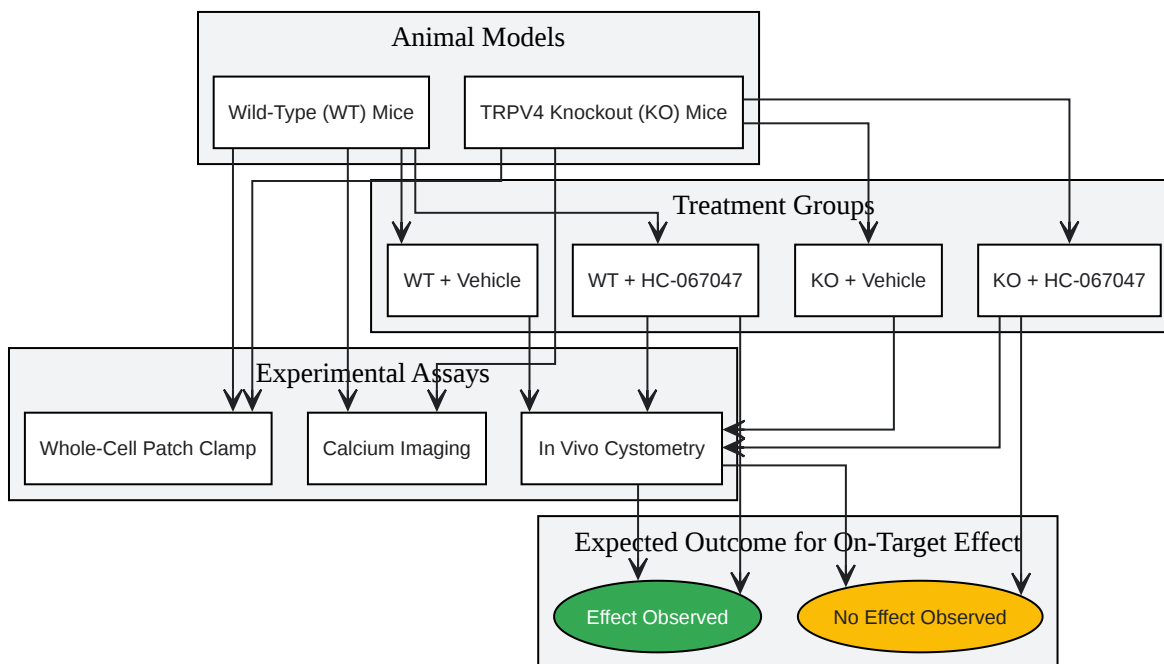 Animal Models
Wild-Type (WT) Mice
TRPV4 Knockout (KO) Mice
Treatment Groups
WT + Vehicle
WT + HC-067047
KO + Vehicle
KO + HC-067047
Experimental Assays
Whole-Cell Patch Clamp
Calcium Imaging
In Vivo Cystometry
Expected Outcome for On-Target Effect
Effect Observed
No Effect Observed